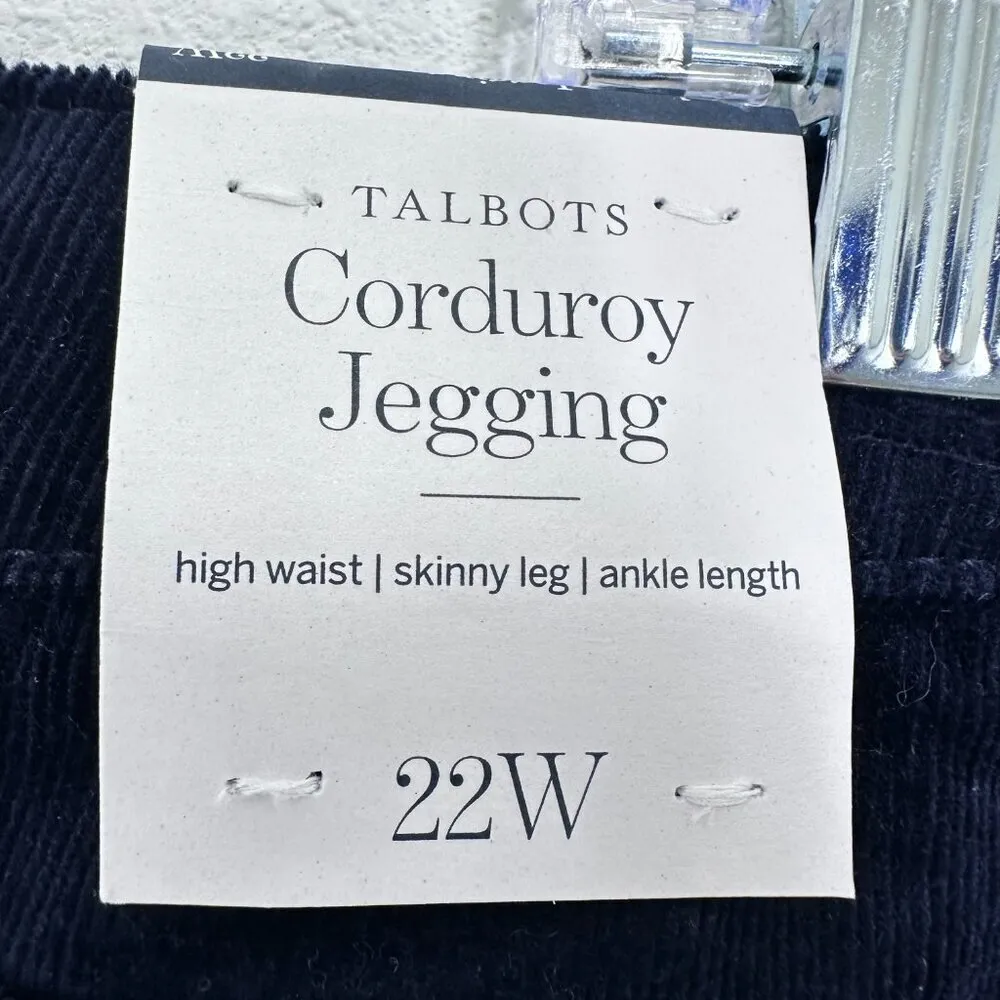 TALBOTS
Corduroy
Jegging
high waist | skinny leg | ankle length
22W